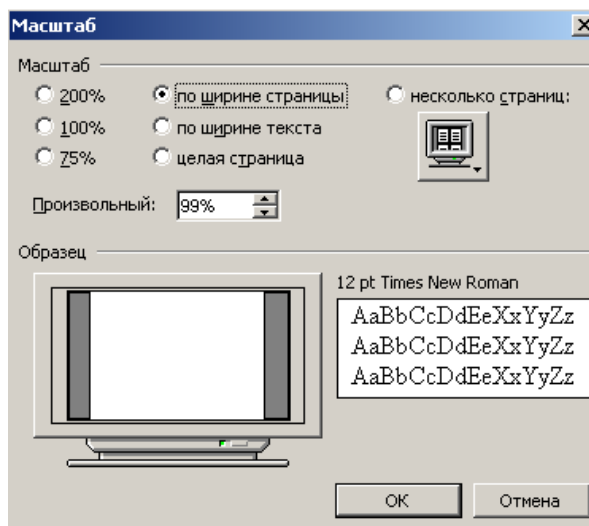 Масштаб
Масштаб
200% по ширине страницы несколько страниц:
100% по ширине текста
75% целая страница
Произвольный: 99%
Образец
12 pt Times New Roman
AaBbCcDdEeXxYyZz
AaBbCcDdEeXxYyZz
AaBbCcDdEeXxYyZz
OK Отмена